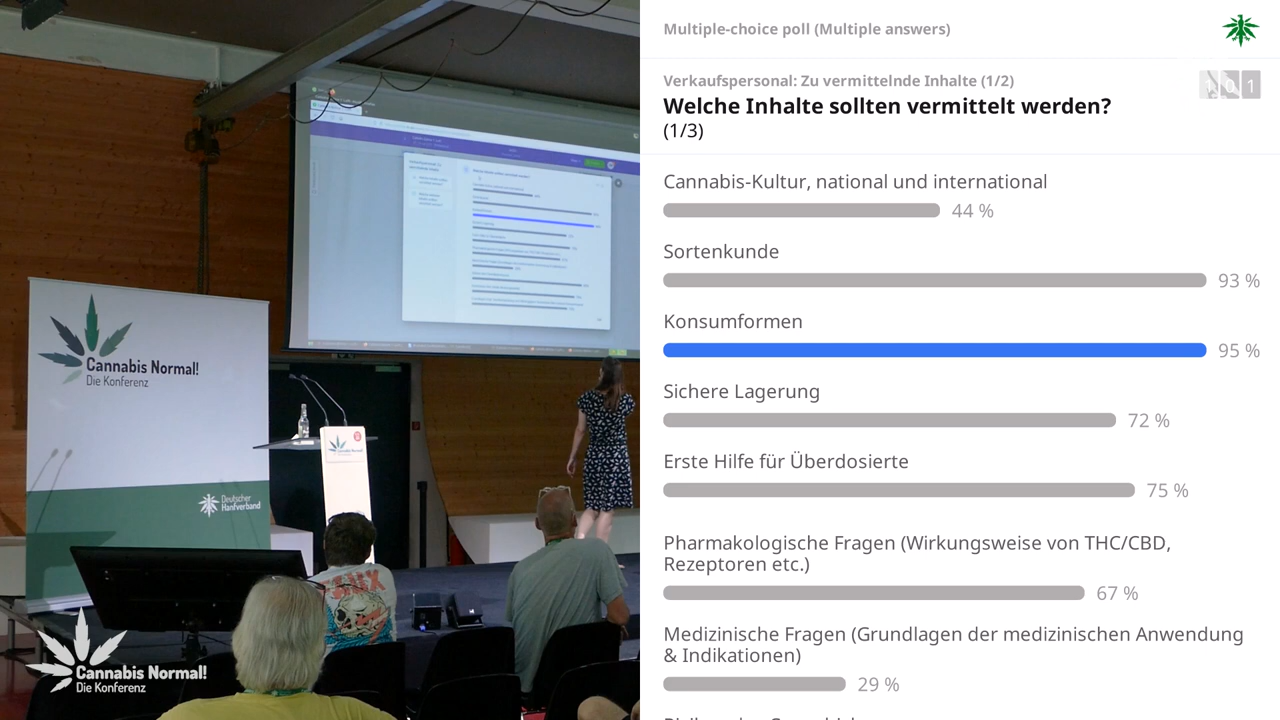 Multiple-choice poll (Multiple answers)
Verkaufspersonal: Zu vermittelnde Inhalte (1/2)
101
Welche Inhalte sollten vermittelt werden?
(1/3)
Cannabis-Kultur, national und international
44 %
Sortenkunde
93 %
Konsumformen
95 %
Sichere Lagerung
72 %
Erste Hilfe für Überdosierte
75 %
Pharmakologische Fragen (Wirkungsweise von THC/CBD,
Rezeptoren etc.)
67 %
Medizinische Fragen (Grundlagen der medizinischen Anwendung
& Indikationen)
29 %
Cannabis Normal!
Die Konferenz
Deutscher
Hanfverband
Cannabis Normal!
Cannabis Normal!
Die Konferenz